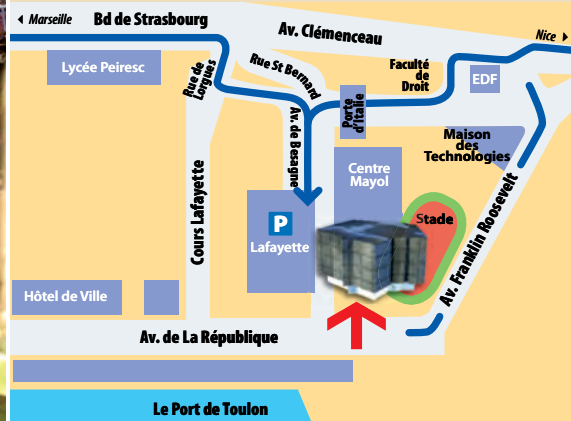 Marseille
Bd de Strasbourg
Av. Clémenceau
Nice
Lycée Peiresc
Rue de
Lorgues
Rue St Bernard
Faculté
de
Droit
EDF
Porte
d'Italie
Av. de Besagne
Maison
des
Technologies
Centre
Mayol
Cours Lafayette
P
Lafayette
Stade
Av. Franklin Roosevelt
Hôtel de Ville
Av. de La République
Le Port de Toulon